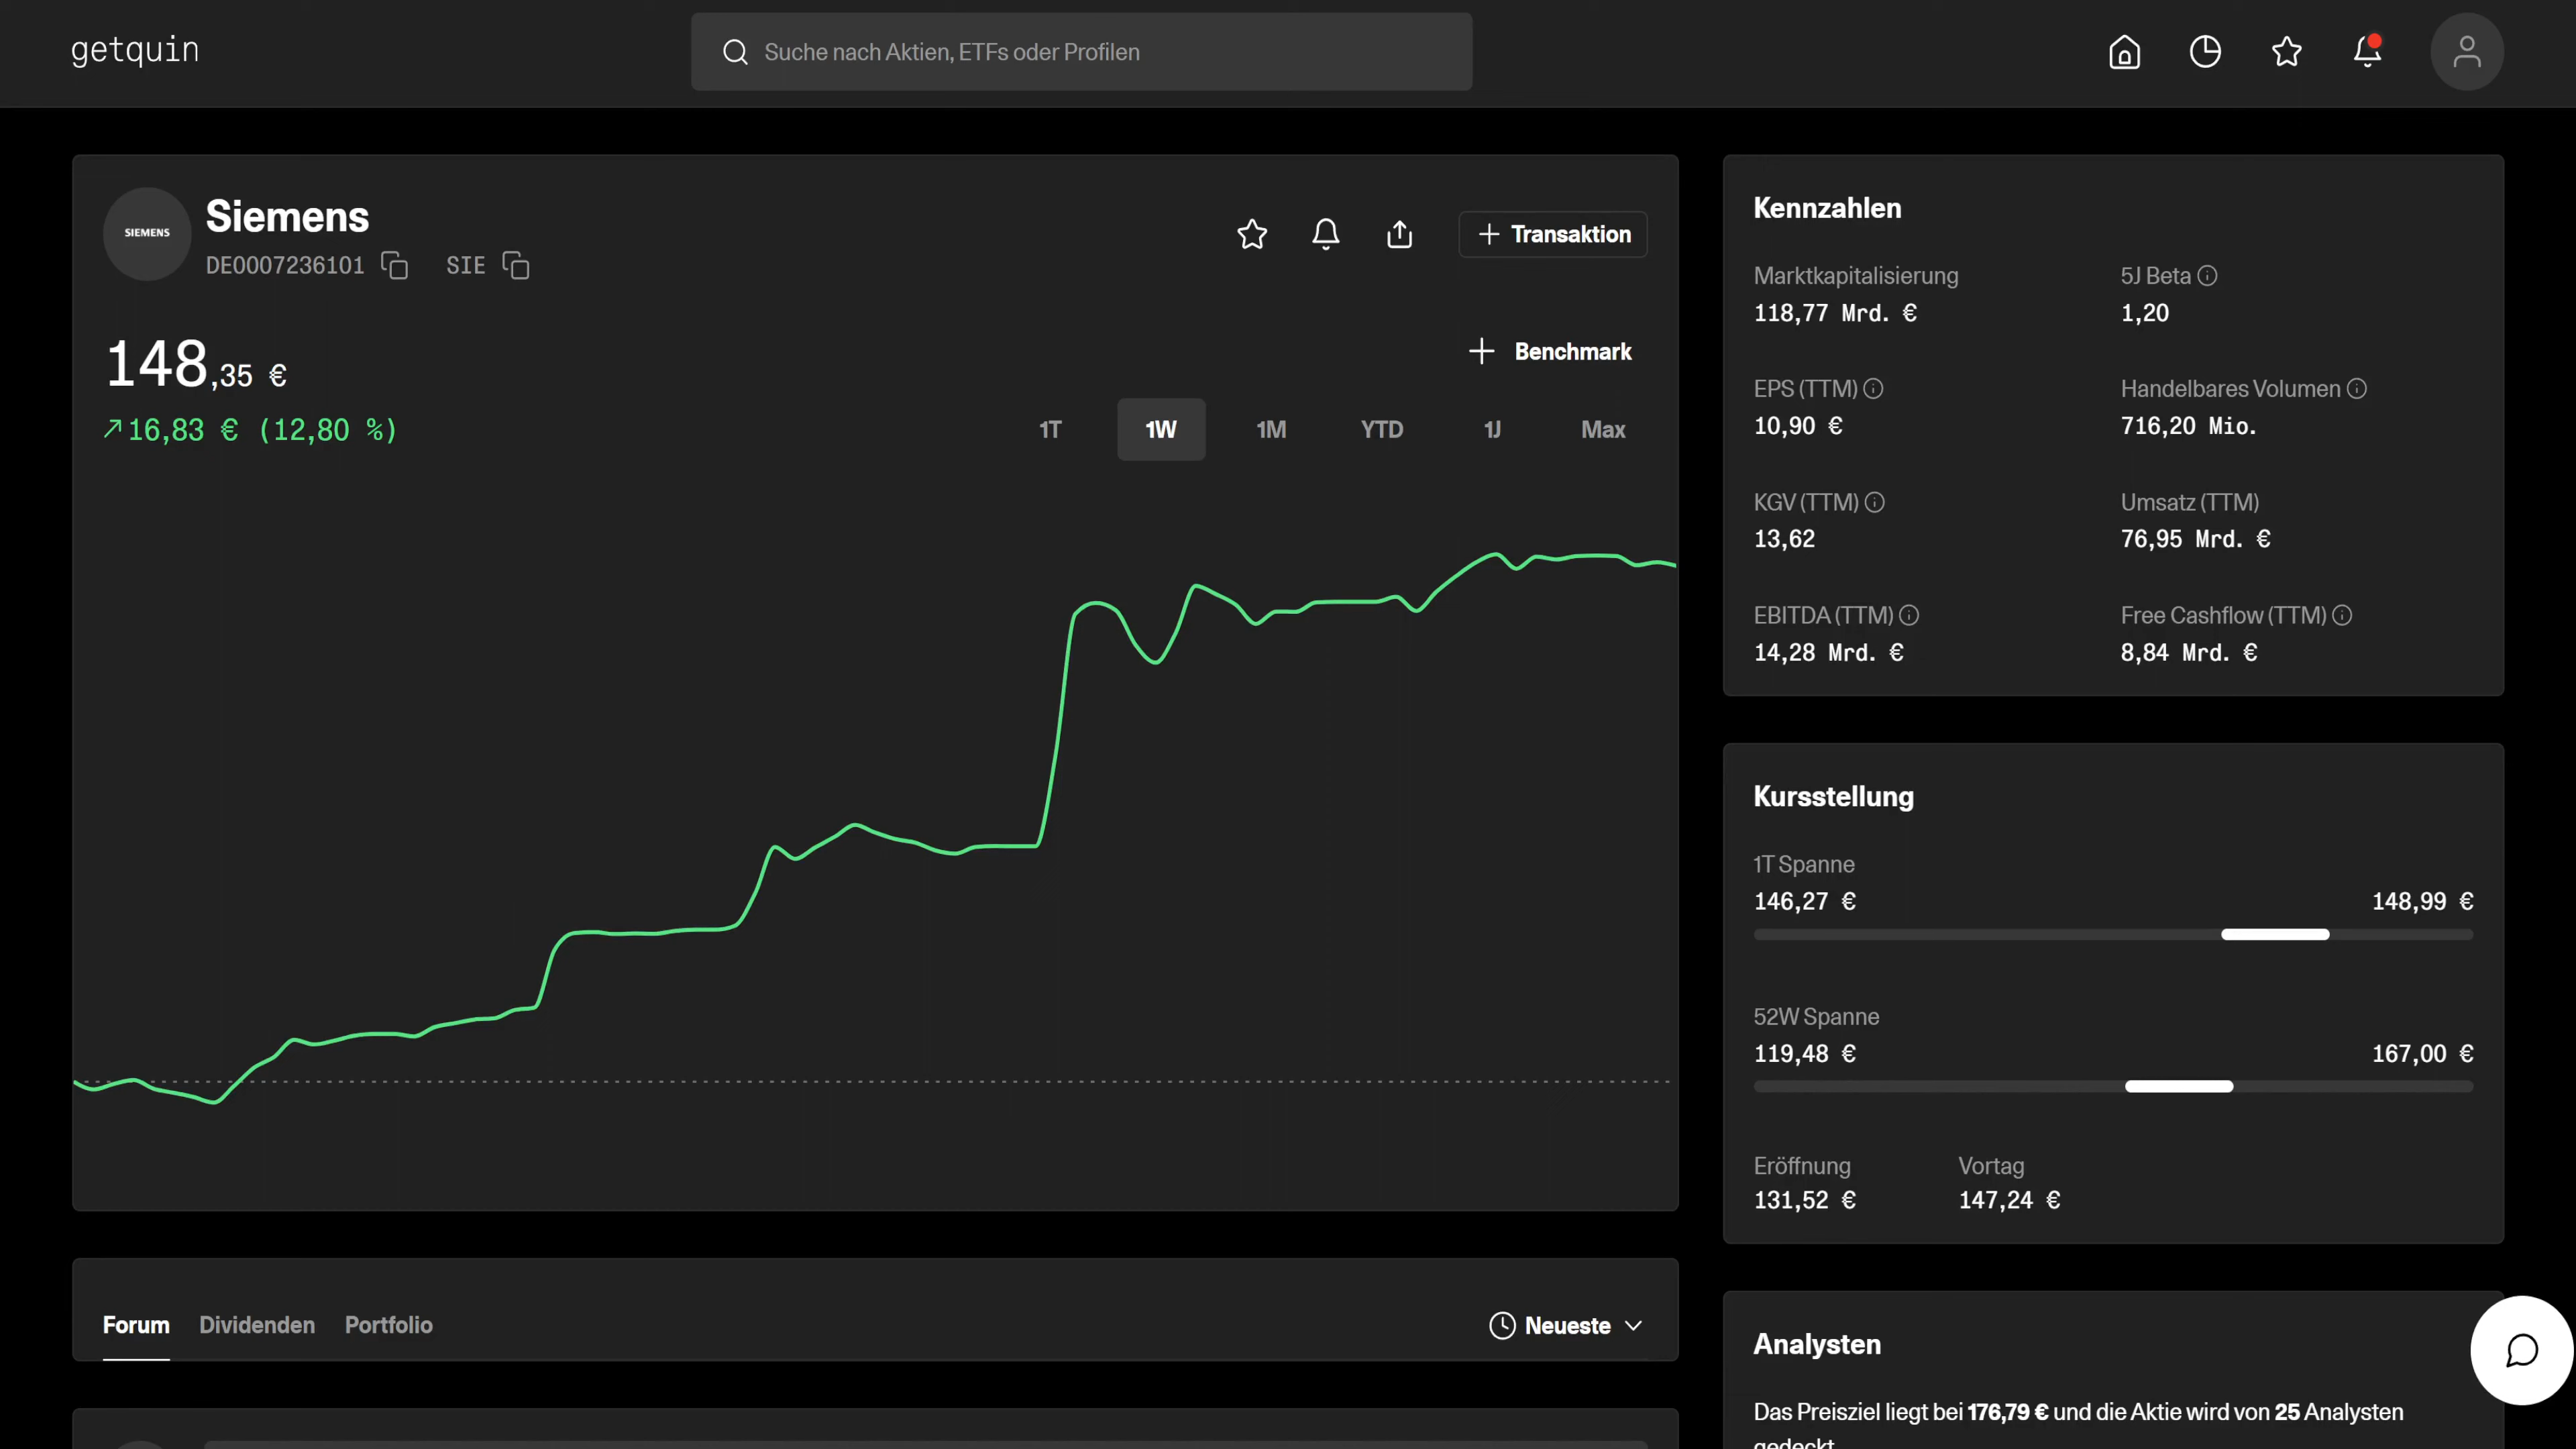 getquin
Suche nach Aktien, ETFs oder Profilen
SIEMENS
Siemens
DE0007236101
SIE
Transaktion
148,35 €
16,83 € (12,80 %)
Benchmark
1T
1W
1M
YTD
1J
Max
Forum
Dividenden
Portfolio
Neueste
Kennzahlen
Marktkapitalisierung
118,77 Mrd. €
5J Beta
1,20
EPS (TTM)
10,90 €
Handelbares Volumen
716,20 Mio.
KGV (TTM)
13,62
Umsatz (TTM)
76,95 Mrd. €
EBITDA (TTM)
14,28 Mrd. €
Free Cashflow (TTM)
8,84 Mrd. €
Kursstellung
1T Spanne
146,27 €
148,99 €
52W Spanne
119,48 €
167,00 €
Eröffnung
131,52 €
Vortag
147,24 €
Analysten
Das Preisziel liegt bei 176,79 € und die Aktie wird von 25 Analysten
gedeckt